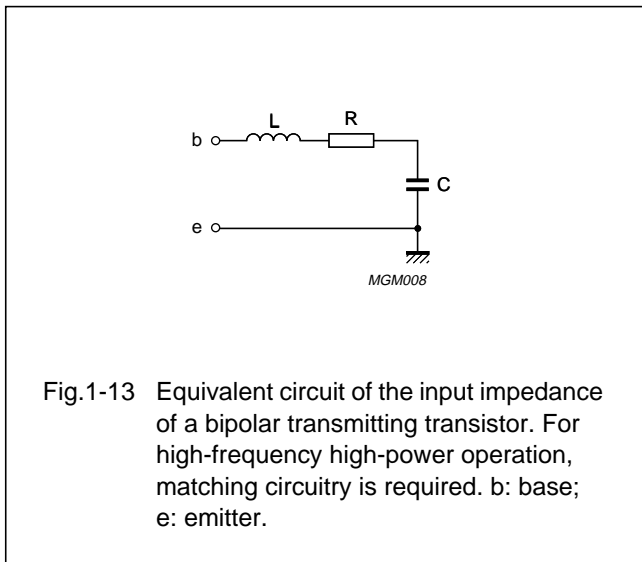 L
R
b
C
e
MGM008
Fig.1-13 Equivalent circuit of the input impedance
of a bipolar transmitting transistor. For
high-frequency high-power operation,
matching circuitry is required. b: base;
e: emitter.